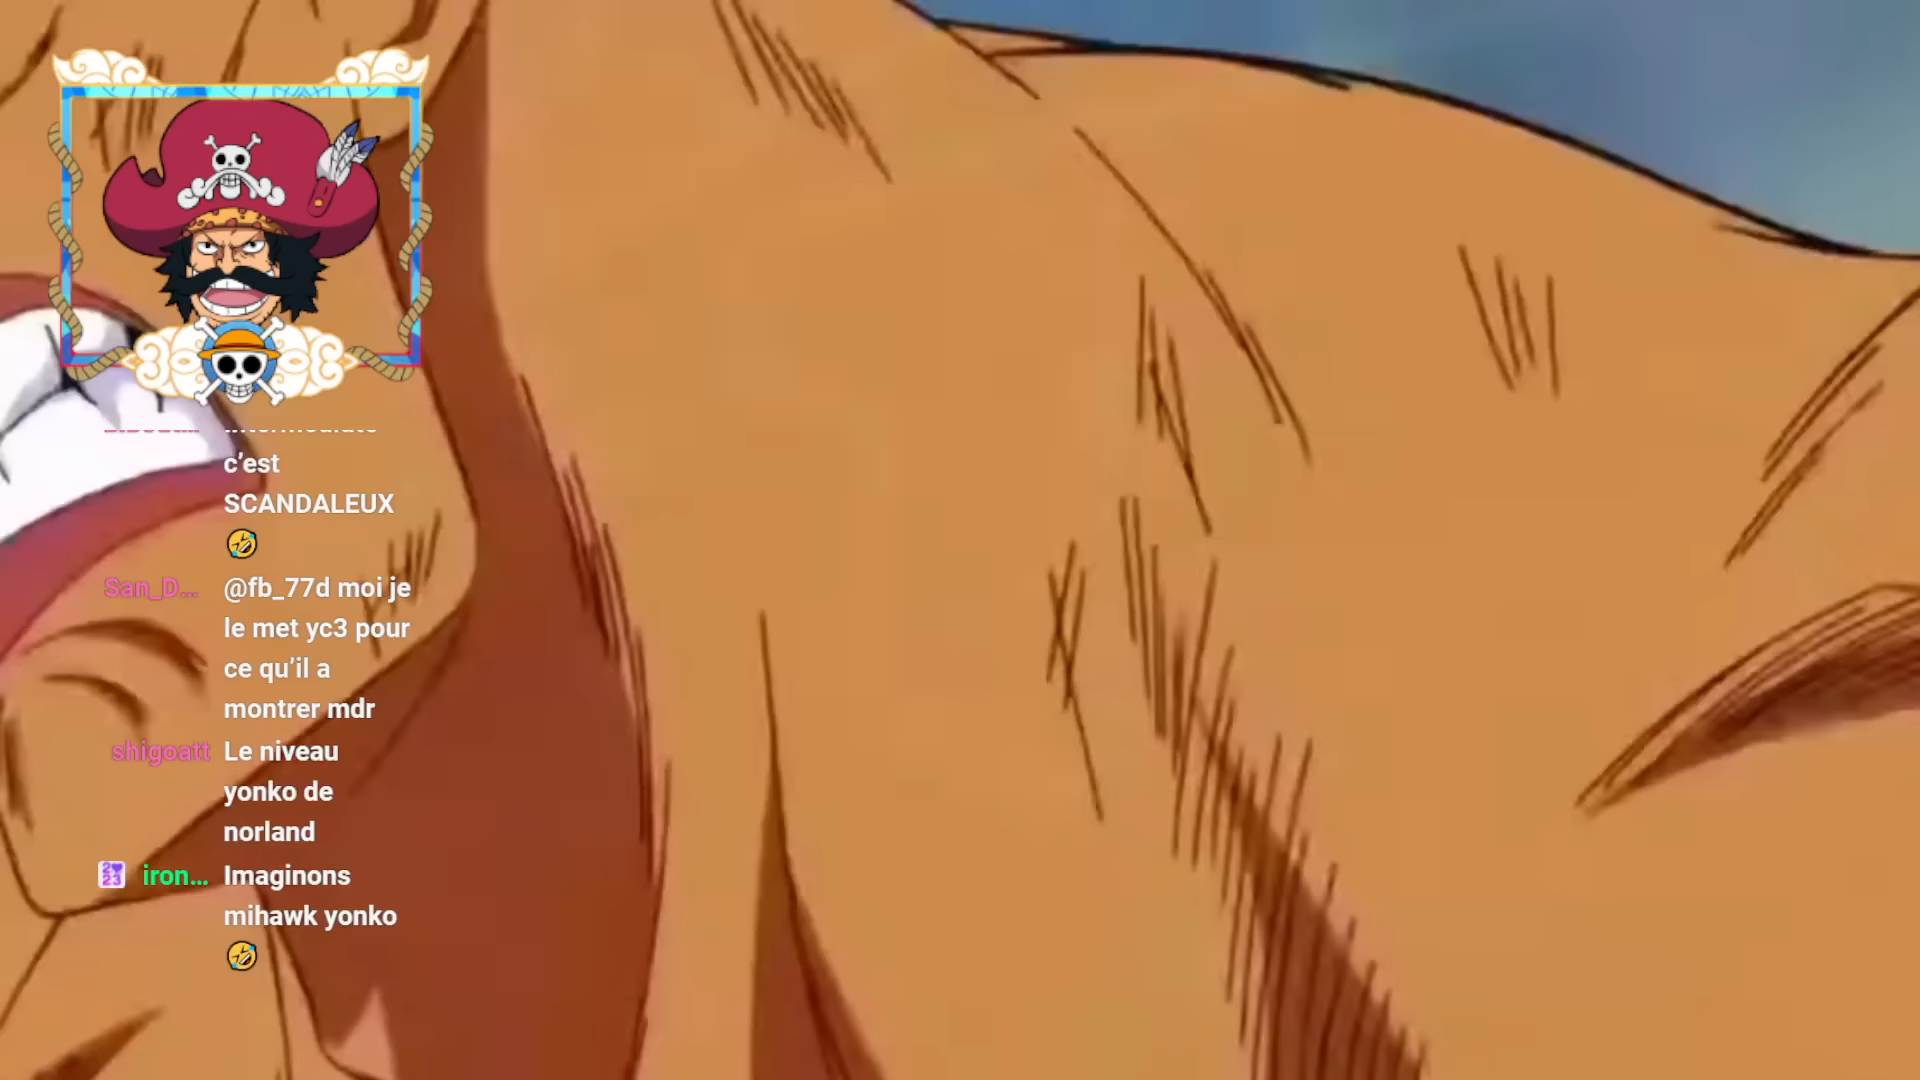 c’est
SCANDALEUX
🤣
San_D... @fb_77d moi je
le met yc3 pour
ce qu’il a
montrer mdr
shigoatt Le niveau
yonko de
norland
iron... Imaginons
mihawk yonko
🤣